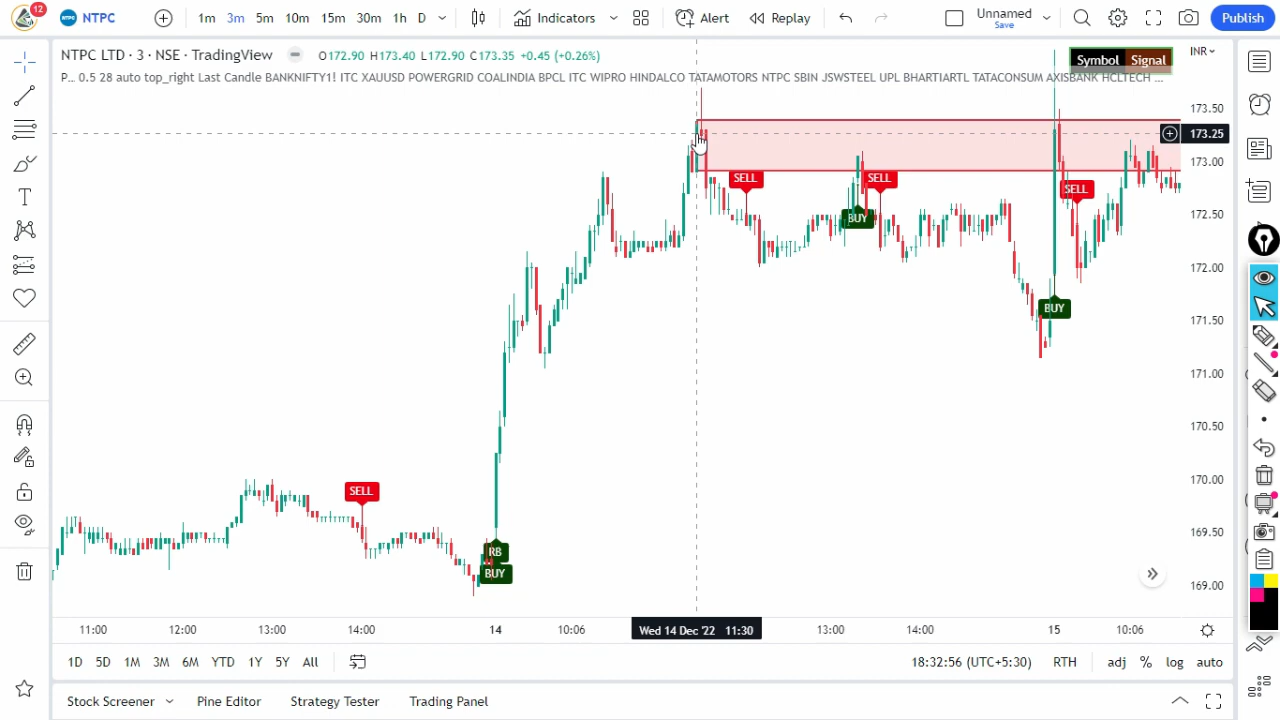 12
NTPC
1m 3m 5m 10m 15m 30m 1h D
Indicators
Alert
Replay
Unnamed
Save
Publish
NTPC LTD · 3 · NSE · TradingView
O172.90 H173.40 L172.90 C173.35 +0.45 (+0.26%)
P... 0.5 28 auto top_right Last Candle BANKNIFTY1! ITC XAUUSD POWERGRID COALINDIA BPCL ITC WIPRO HINDALCO TATAMOTORS NTPC SBIN JSWSTEEL UPL BHARTIARTL TATACONSUM AXISBANK HCLTECH ...
Symbol Signal
INR
173.50
173.25
173.00
172.50
172.00
171.50
171.00
170.50
170.00
169.50
169.00
SELL
SELL
SELL
BUY
BUY
SELL
RB
BUY
11:00 12:00 13:00 14:00 14 10:06 Wed 14 Dec '22 11:30 13:00 14:00 15 10:06
1D 5D 1M 3M 6M YTD 1Y 5Y All
18:32:56 (UTC+5:30) RTH adj % log auto
Stock Screener Pine Editor Strategy Tester Trading Panel